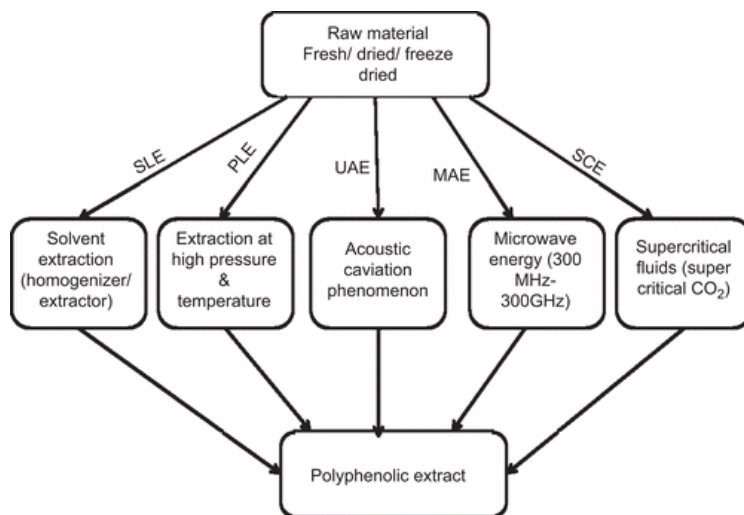 Raw material
Fresh/ dried/ freeze
dried
SLE
PLE
UAE
MAE
SCE
Solvent
extraction
(homogenizer/
extractor)
Extraction at
high pressure
&
temperature
Acoustic
caviation
phenomenon
Microwave
energy (300
MHz-
300GHz)
Supercritical
fluids (super
critical CO₂)
Polyphenolic extract